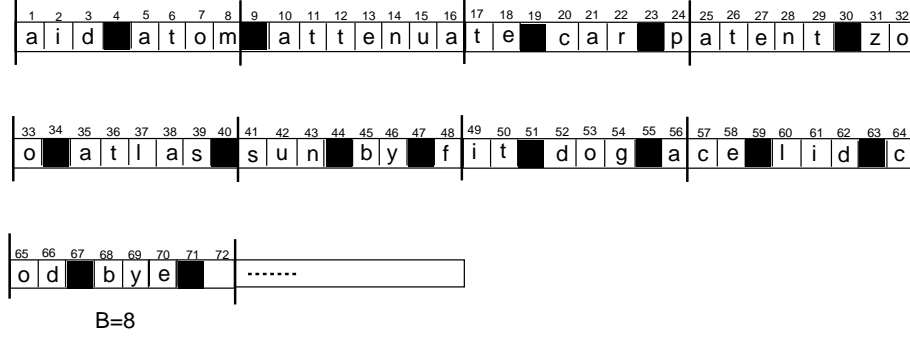 1 2 3 4 5 6 7 8 9 10 11 12 13 14 15 16 17 18 19 20 21 22 23 24 25 26 27 28 29 30 31 32
a i d a t o m a t t e n u a t e c a r p a t e n t z o
33 34 35 36 37 38 39 40 41 42 43 44 45 46 47 48 49 50 51 52 53 54 55 56 57 58 59 60 61 62 63 64
o a t l a s s u n b y f i t d o g a c e l i d c
65 66 67 68 69 70 71 72
o d b y e .......
B=8